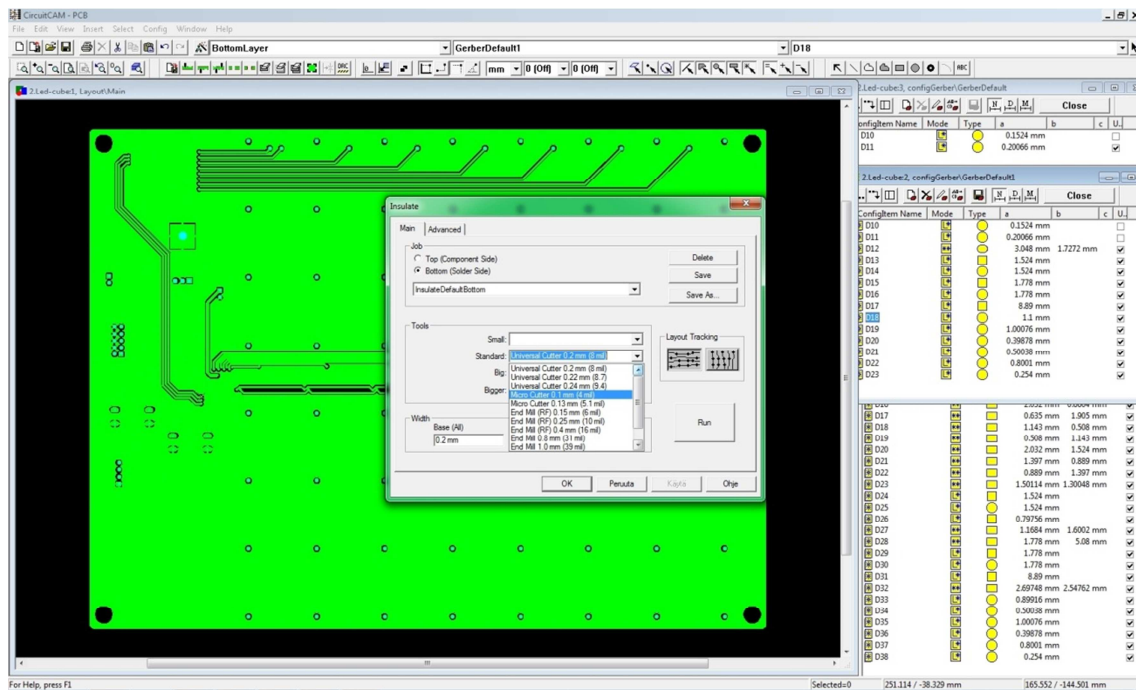 CircuitCAM - PCB
File Edit View Insert Select Config Window Help
BottomLayer GerberDefault1 D18
mm 0 (Off) 0 (Off) ABC
2.Led-cube:1, Layout\Main
Insulate
Main Advanced
Job
Top (Component Side)
Bottom (Solder Side)
InsulateDefaultBottom
Delete
Save
Save As...
Tools
Small:
Standard: Universal Cutter 0.2 mm (8 mil)
Big:
Bigger:
Universal Cutter 0.2 mm (8 mil)
Universal Cutter 0.22 mm (8.7)
Universal Cutter 0.24 mm (9.4)
Micro Cutter 0.1 mm (4 mil)
Micro Cutter 0.13 mm (5.1 mil)
End Mill (RF) 0.15 mm (6 mil)
End Mill (RF) 0.25 mm (10 mil)
End Mill (RF) 0.4 mm (16 mil)
End Mill 0.8 mm (31 mil)
End Mill 1.0 mm (39 mil)
Layout Tracking
Width
Base (All)
0.2 mm
Run
OK Peruuta Käytä Ohje
2.Led-cube:3, configGerber\GerberDefault
N D M Close
ConfigItem Name Mode Type a b c U..
D10 0.1524 mm
D11 0.20066 mm
2.Led-cube:2, configGerber\GerberDefault1
N D M Close
ConfigItem Name Mode Type a b c U..
D10 0.1524 mm
D11 0.20066 mm
D12 3.048 mm 1.7272 mm
D13 1.524 mm
D14 1.524 mm
D15 1.778 mm
D16 1.778 mm
D17 8.89 mm
D18 1.1 mm
D19 1.00076 mm
D20 0.39878 mm
D21 0.50038 mm
D22 0.8001 mm
D23 0.254 mm
D17 0.635 mm 1.905 mm
D18 1.143 mm 0.508 mm
D19 0.508 mm 1.143 mm
D20 2.032 mm 1.524 mm
D21 1.397 mm 0.889 mm
D22 0.889 mm 1.397 mm
D23 1.50114 mm 1.30048 mm
D24 1.524 mm
D25 1.524 mm
D26 0.79756 mm
D27 1.1684 mm 1.6002 mm
D28 1.778 mm 5.08 mm
D29 1.778 mm
D30 1.778 mm
D31 8.89 mm
D32 2.69748 mm 2.54762 mm
D33 0.89916 mm
D34 0.50038 mm
D35 1.00076 mm
D36 0.39878 mm
D37 0.8001 mm
D38 0.254 mm
For Help, press F1
Selected=0 251.114 / -38.329 mm 165.552 / -144.501 mm